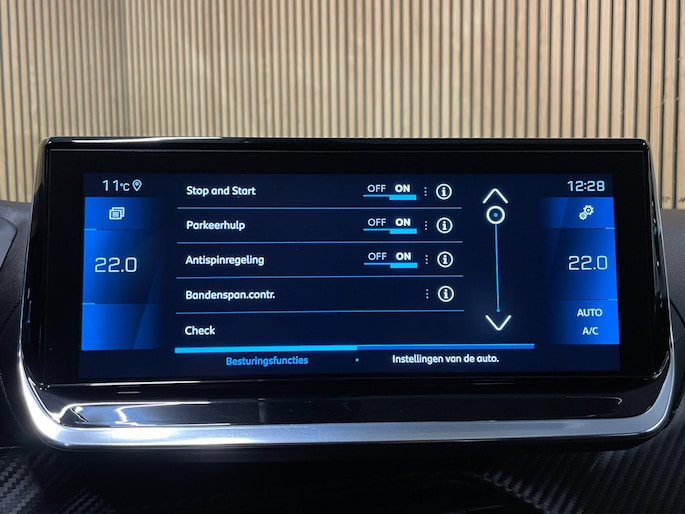 11°C
12:28
Stop and Start OFF ON
Parkeerhulp OFF ON
Antispinregeling OFF ON
Bandenspan.contr.
Check
22.0
22.0
AUTO
A/C
Besturingsfuncties • Instellingen van de auto.